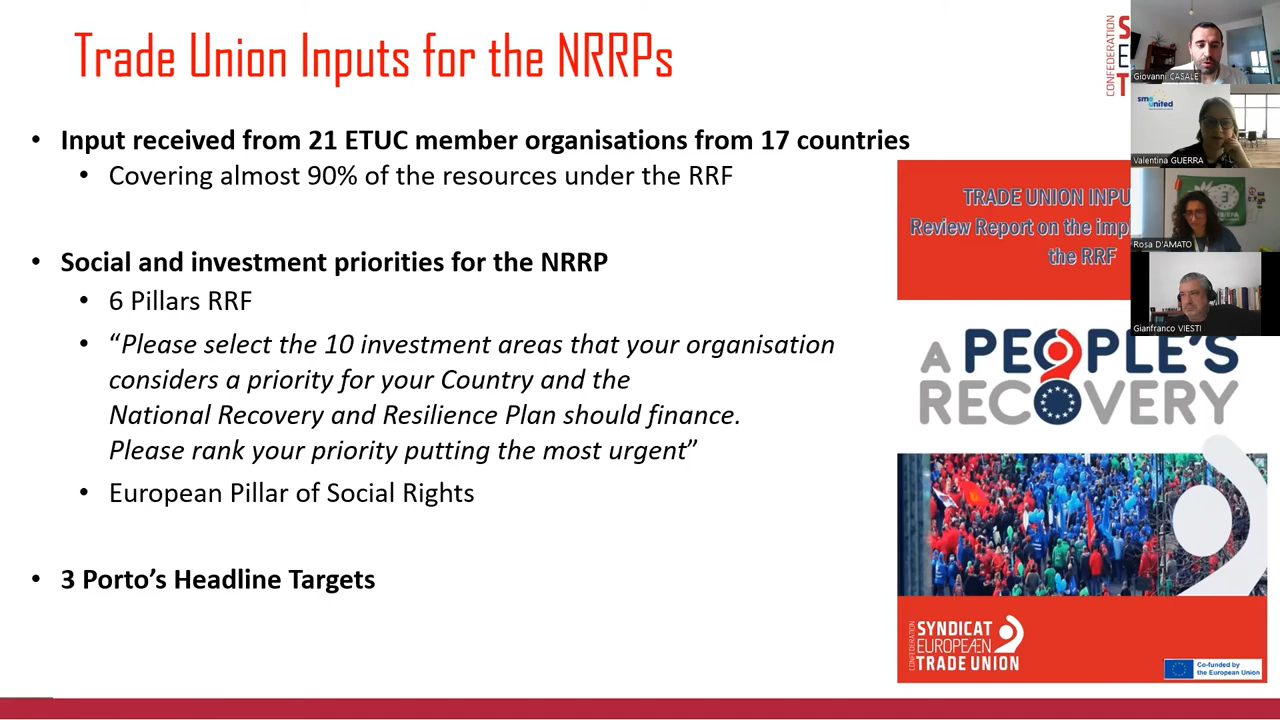 Trade Union Inputs for the NRRPs
• Input received from 21 ETUC member organisations from 17 countries
• Covering almost 90% of the resources under the RRF
• Social and investment priorities for the NRRP
• 6 Pillars RRF
• “Please select the 10 investment areas that your organisation
considers a priority for your Country and the
National Recovery and Resilience Plan should finance.
Please rank your priority putting the most urgent”
• European Pillar of Social Rights
• 3 Porto’s Headline Targets
CONFEDERATION
S
E
T
TRADE UNION INPU
Review Report on the imp
the RRF
A PEOPLE'S
RECOVERY
CONFEDERATION
SYNDICAT
EUROPEAN
TRADE UNION
Co-funded by
the European Union
Giovanni CASALE
sme united
Valentina GUERRA
Rosa D'AMATO
Gianfranco VIESTI